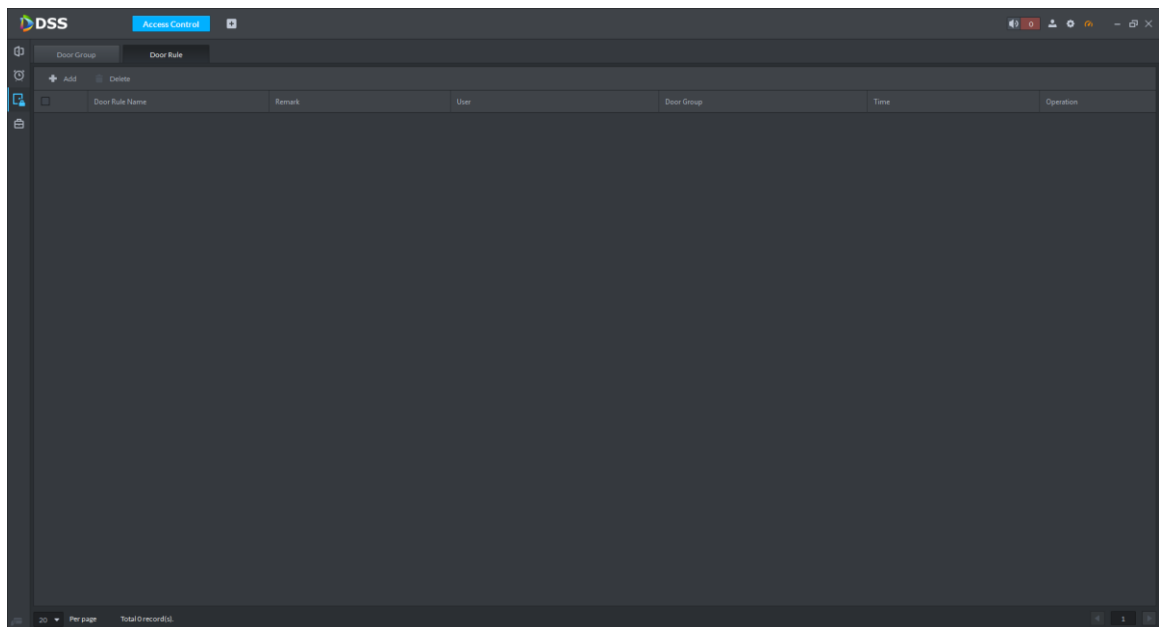 DSS Access Control 0
Door Group Door Rule
Add Delete
Door Rule Name Remark User Door Group Time Operation
20 Per page Total 0 record(s). 1